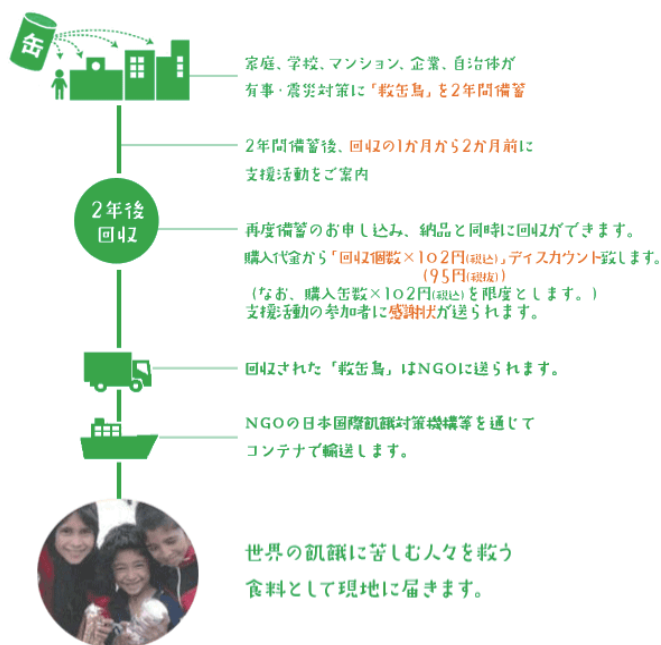 缶
家庭、学校、マンション、企業、自治体が
有事・震災対策に「救缶鳥」を2年間備蓄
2年間備蓄後、回収の1か月から2か月前に
支援活動をご案内
2年後
回収
再度備蓄のお申し込み、納品と同時に回収ができます。
購入代金から「回収個数×102円(税込)」ディスカウント致します。
(95円(税抜))
(なお、購入缶数×102円(税込)を限度とします。)
支援活動の参加者に感謝状が送られます。
回収された「救缶鳥」はNGOに送られます。
NGOの日本国際飢餓対策機構等を通じて
コンテナで輸送します。
世界の飢餓に苦しむ人々を救う
食料として現地に届きます。